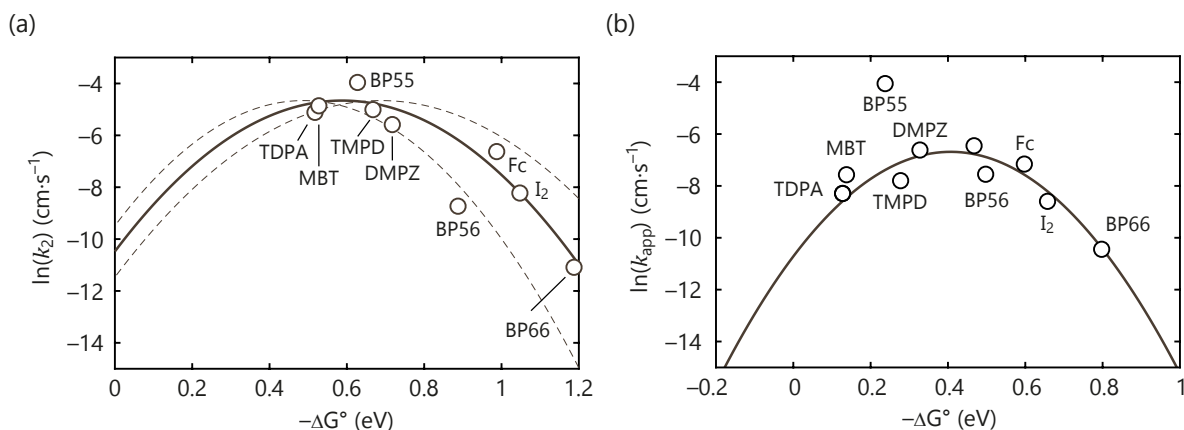 (a)
ln(k₂) (cm·s⁻¹)
−4
−6
−8
−10
−12
−14
BP55
TDPA
MBT
TMPD
DMPZ
Fc
I₂
BP56
BP66
0
0.2
0.4
0.6
0.8
1.0
1.2
−ΔG° (eV)
(b)
ln(kapp) (cm·s⁻¹)
−4
−6
−8
−10
−12
−14
BP55
MBT
DMPZ
Fc
TDPA
TMPD
BP56
I₂
BP66
−0.2
0
0.2
0.4
0.6
0.8
1
−ΔG° (eV)